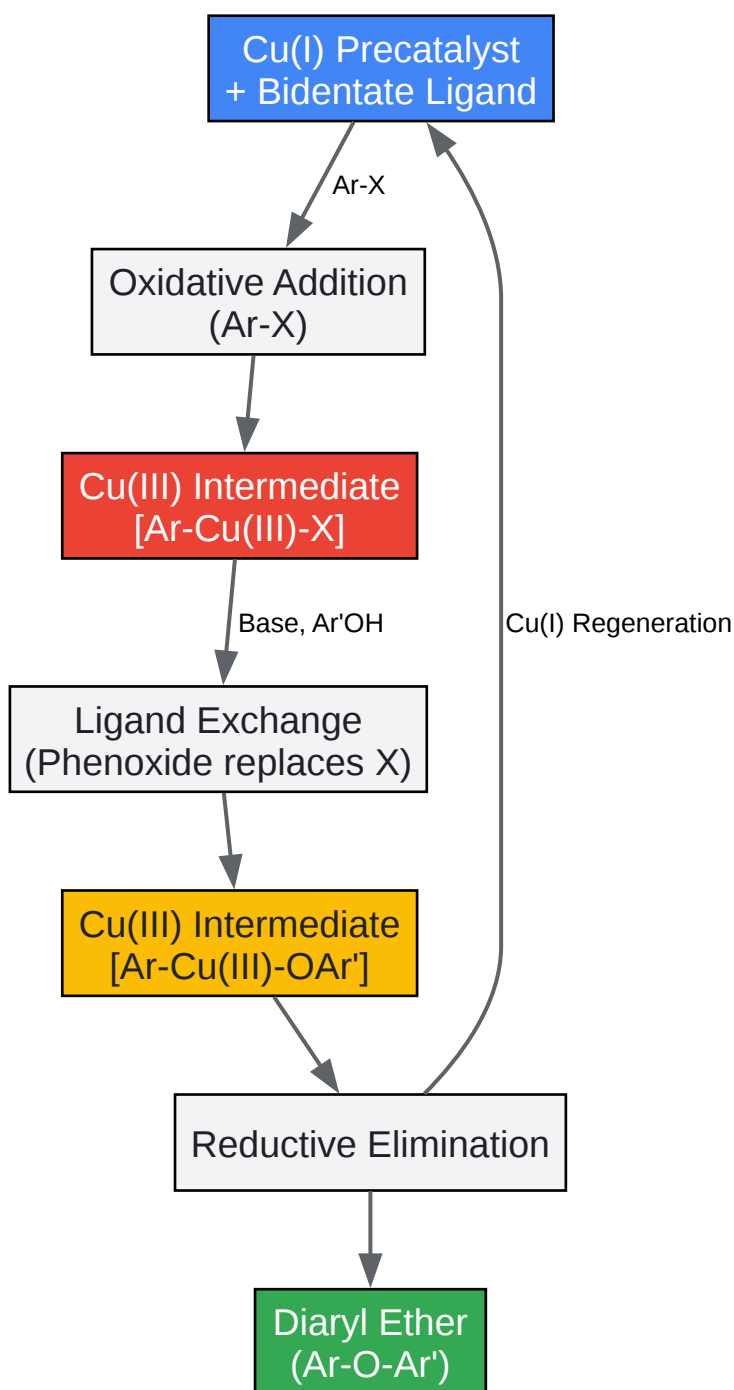 Cu(I) Precatalyst
+ Bidentate Ligand
Ar-X
Oxidative Addition
(Ar-X)
Cu(III) Intermediate
[Ar-Cu(III)-X]
Base, Ar'OH
Cu(I) Regeneration
Ligand Exchange
(Phenoxide replaces X)
Cu(III) Intermediate
[Ar-Cu(III)-OAr']
Reductive Elimination
Diaryl Ether
(Ar-O-Ar')